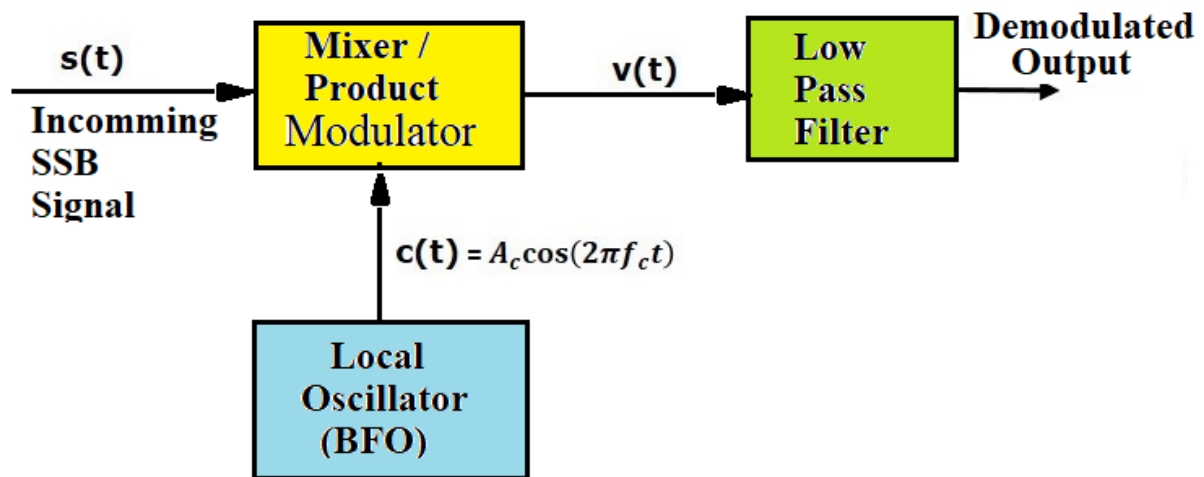 s(t)
Incomming
SSB
Signal
Mixer /
Product
Modulator
v(t)
Low
Pass
Filter
Demodulated
Output
c(t) = A_c cos(2πf_c t)
Local
Oscillator
(BFO)